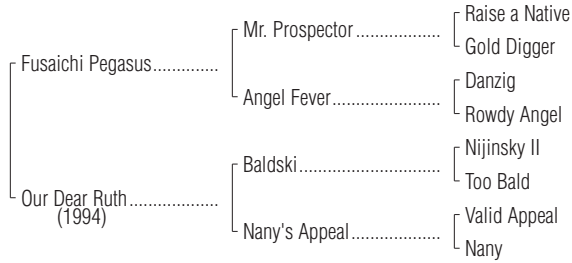 Raise a Native
Mr. Prospector..................
Gold Digger
Fusaichi Pegasus..............
Danzig
Angel Fever.......................
Rowdy Angel
Nijinsky II
Baldski..............................
Too Bald
Our Dear Ruth...................
(1994)
Valid Appeal
Nany's Appeal...................
Nany